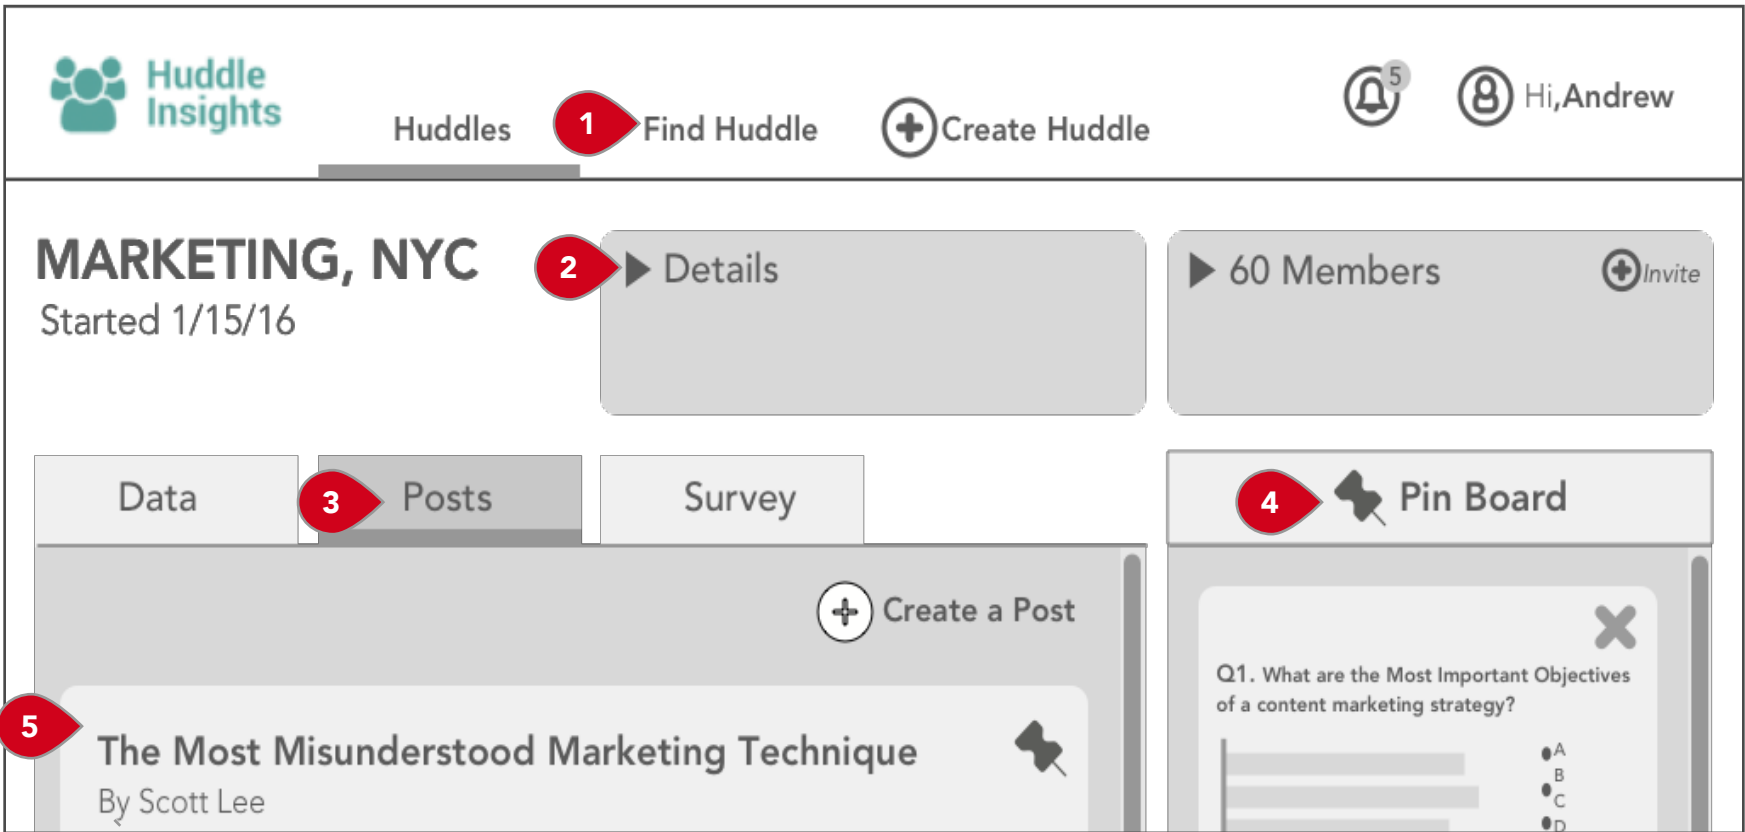 Huddle
Insights
Huddles
1
Find Huddle
Create Huddle
5
Hi,Andrew
MARKETING, NYC
Started 1/15/16
2
Details
60 Members
Invite
Data
3
Posts
Survey
4
Pin Board
Create a Post
5
The Most Misunderstood Marketing Technique
By Scott Lee
Q1. What are the Most Important Objectives
of a content marketing strategy?
A
B
C
D